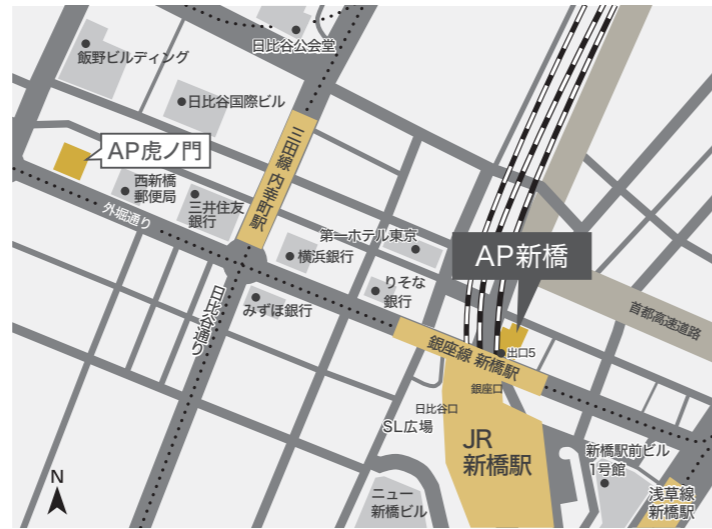 日比谷公会堂
飯野ビルディング
日比谷国際ビル
AP虎ノ門
三田線 内幸町駅
西新橋
郵便局
三井住友
銀行
外堀通り
第一ホテル東京
AP新橋
横浜銀行
りそな
銀行
日比谷通り
みずほ銀行
首都高速道路
銀座線 新橋駅
出口5
銀座口
日比谷口
SL広場
JR
新橋駅
新橋駅前ビル
1号館
ニュー
新橋ビル
浅草線
新橋駅
N